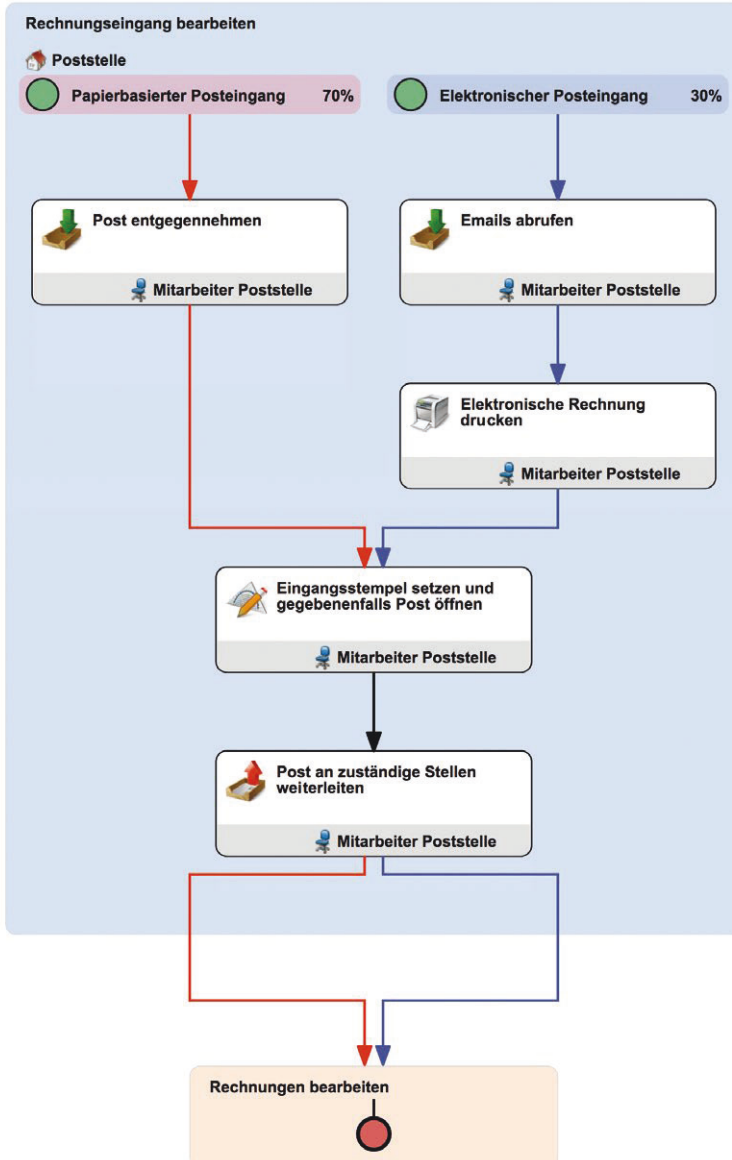 Rechnungseingang bearbeiten
Poststelle
Papierbasierter Posteingang 70%
Elektronischer Posteingang 30%
Post entgegennehmen
Mitarbeiter Poststelle
Emails abrufen
Mitarbeiter Poststelle
Elektronische Rechnung
drucken
Mitarbeiter Poststelle
Eingangsstempel setzen und
gegebenenfalls Post öffnen
Mitarbeiter Poststelle
Post an zuständige Stellen
weiterleiten
Mitarbeiter Poststelle
Rechnungen bearbeiten